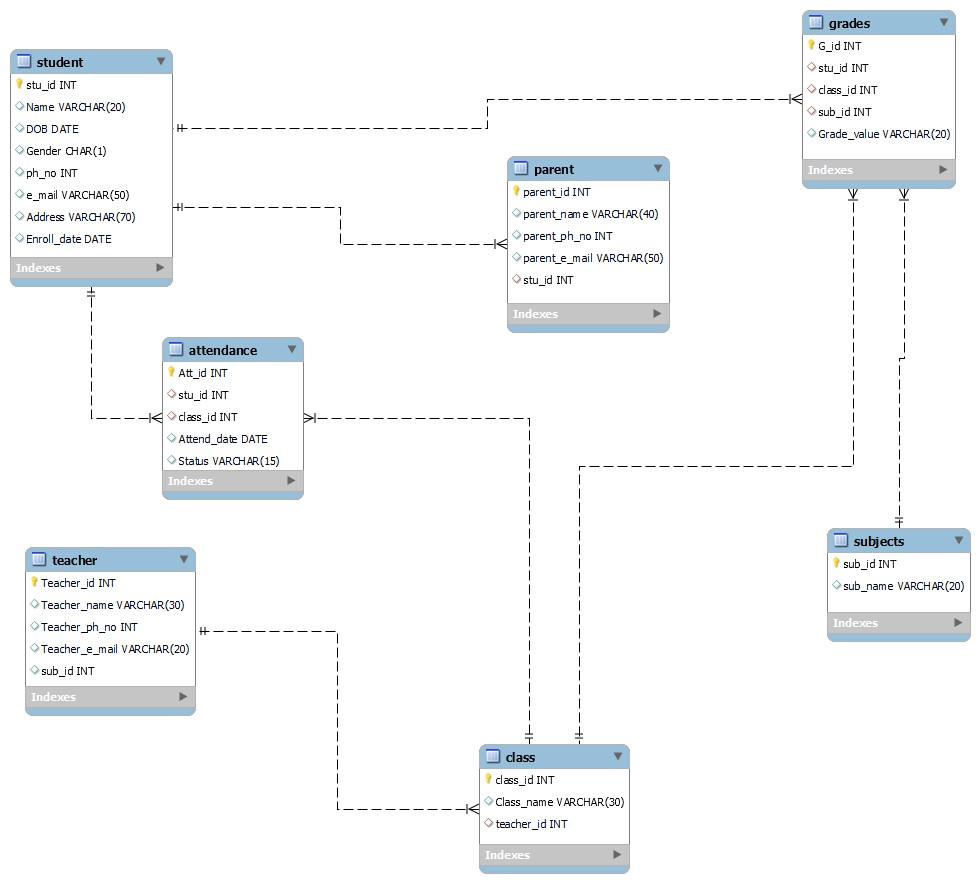 student
stu_id INT
Name VARCHAR(20)
DOB DATE
Gender CHAR(1)
ph_no INT
e_mail VARCHAR(50)
Address VARCHAR(70)
Enroll_date DATE
Indexes
grades
G_id INT
stu_id INT
class_id INT
sub_id INT
Grade_value VARCHAR(20)
Indexes
parent
parent_id INT
parent_name VARCHAR(40)
parent_ph_no INT
parent_e_mail VARCHAR(50)
stu_id INT
Indexes
attendance
Att_id INT
stu_id INT
class_id INT
Attend_date DATE
Status VARCHAR(15)
Indexes
teacher
Teacher_id INT
Teacher_name VARCHAR(30)
Teacher_ph_no INT
Teacher_e_mail VARCHAR(20)
sub_id INT
Indexes
subjects
sub_id INT
sub_name VARCHAR(20)
Indexes
class
class_id INT
Class_name VARCHAR(30)
teacher_id INT
Indexes